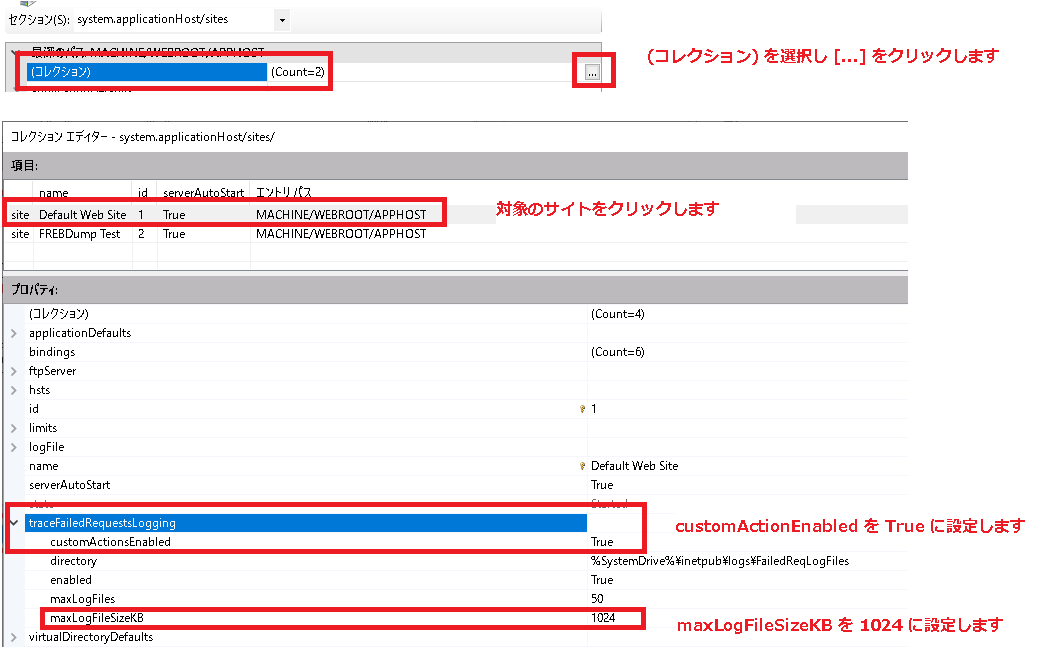 セクション(S): system.applicationHost/sites
最深のパス: MACHINE/WEBROOT/APPHOST
(コレクション) (Count=2) ...
(コレクション) を選択し [...] をクリックします
コレクション エディター - system.applicationHost/sites/
項目:
name id serverAutoStart エントリ パス
site Default Web Site 1 True MACHINE/WEBROOT/APPHOST
対象のサイトをクリックします
site FREBDump Test 2 True MACHINE/WEBROOT/APPHOST
プロパティ:
(コレクション) (Count=4)
applicationDefaults
bindings (Count=6)
ftpServer
hsts
id 1
limits
logFile
name Default Web Site
serverAutoStart True
state Started
traceFailedRequestsLogging
customActionEnabled を True に設定します
customActionsEnabled True
directory %SystemDrive%¥inetpub¥logs¥FailedReqLogFiles
enabled True
maxLogFiles 50
maxLogFileSizeKB 1024
maxLogFileSizeKB を 1024 に設定します
virtualDirectoryDefaults